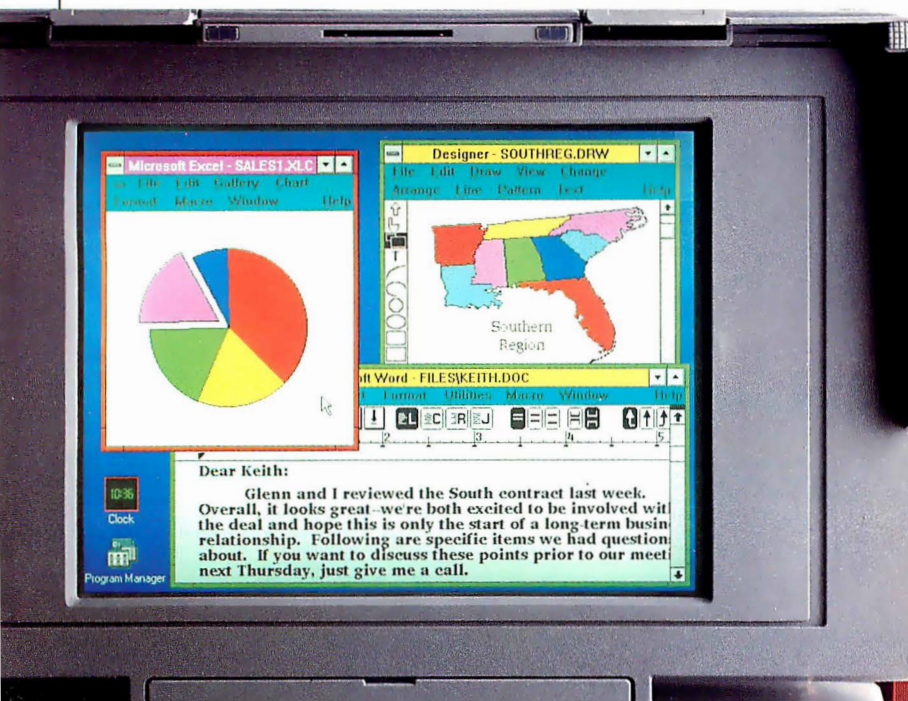 Microsoft Excel - SALES1.XLC
File Edit Gallery Chart
Format Macro Window Help
Designer - SOUTHREG.DRW
File Edit Draw View Change
Arrange Line Pattern Text Help
T
Southern
Region
oft Word - FILES\KEITH.DOC
Format Utilities Macro Window Help
L C R J
2 3 4 5
Dear Keith:
Glenn and I reviewed the South contract last week.
Overall, it looks great--we're both excited to be involved wit
the deal and hope this is only the start of a long-term busin
relationship. Following are specific items we had question
about. If you want to discuss these points prior to our meeti
next Thursday, just give me a call.
10:36
Clock
Program Manager